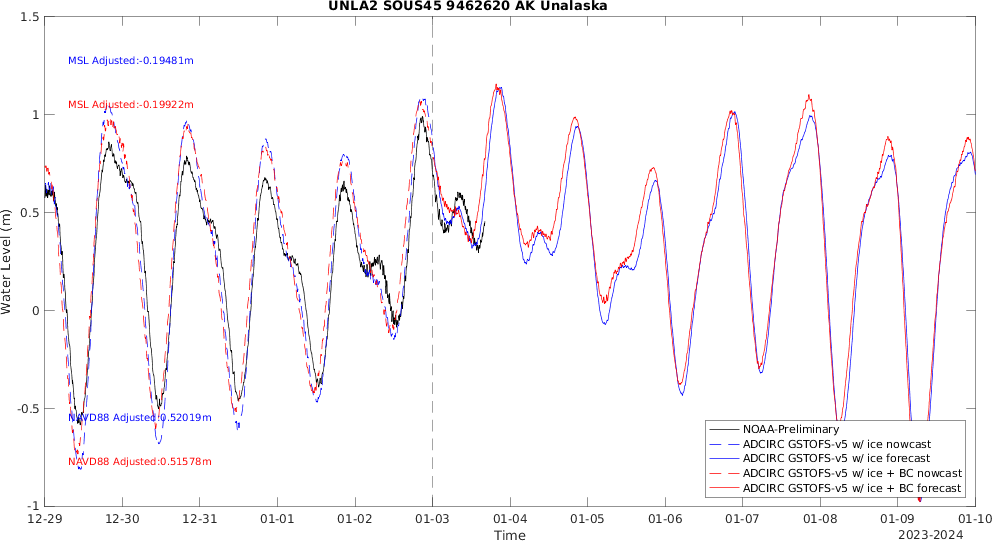 UNLA2 SOUS45 9462620 AK Unalaska
1.5
1
0.5
0
-0.5
-1
Water Level (m)
MSL Adjusted:-0.19481m
MSL Adjusted:-0.19922m
NAVD88 Adjusted:0.52019m
NAVD88 Adjusted:0.51578m
NOAA-Preliminary
ADCIRC GSTOFS-v5 w/ ice nowcast
ADCIRC GSTOFS-v5 w/ ice forecast
ADCIRC GSTOFS-v5 w/ ice + BC nowcast
ADCIRC GSTOFS-v5 w/ ice + BC forecast
12-29 12-30 12-31 01-01 01-02 01-03 01-04 01-05 01-06 01-07 01-08 01-09 01-10
Time
2023-2024